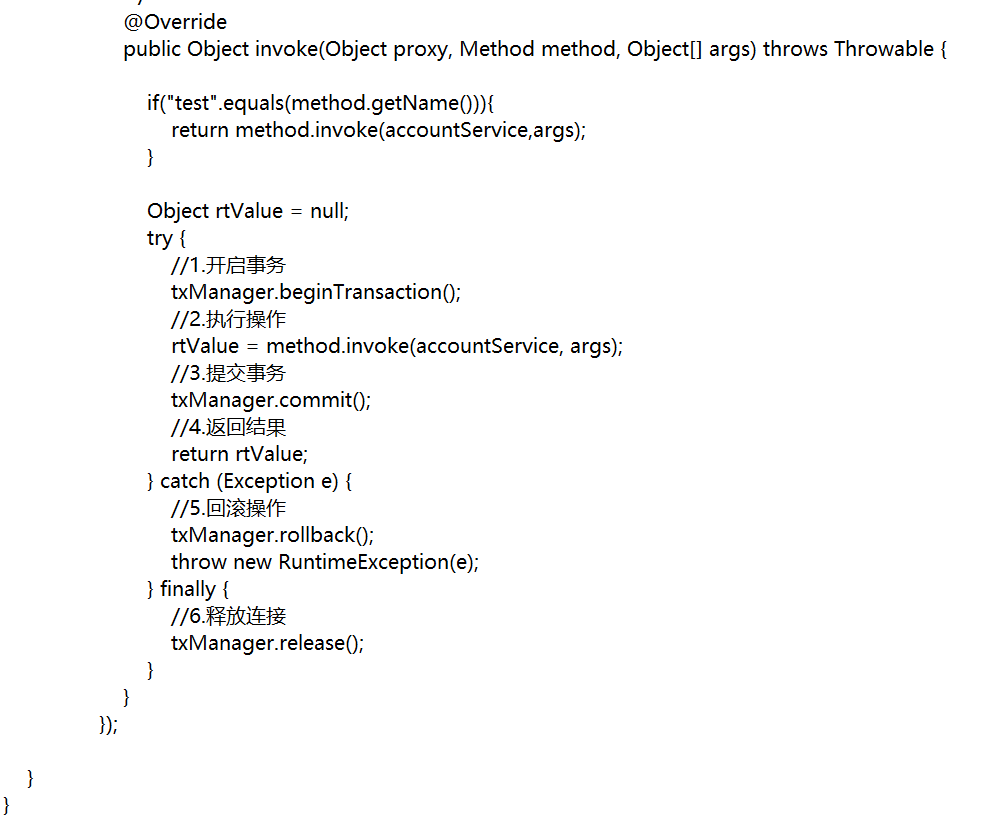 @Override
public Object invoke(Object proxy, Method method, Object[] args) throws Throwable {
if("test".equals(method.getName())){
return method.invoke(accountService,args);
}
Object rtValue = null;
try {
//1.开启事务
txManager.beginTransaction();
//2.执行操作
rtValue = method.invoke(accountService, args);
//3.提交事务
txManager.commit();
//4.返回结果
return rtValue;
} catch (Exception e) {
//5.回滚操作
txManager.rollback();
throw new RuntimeException(e);
} finally {
//6.释放连接
txManager.release();
}
}
});
}
}